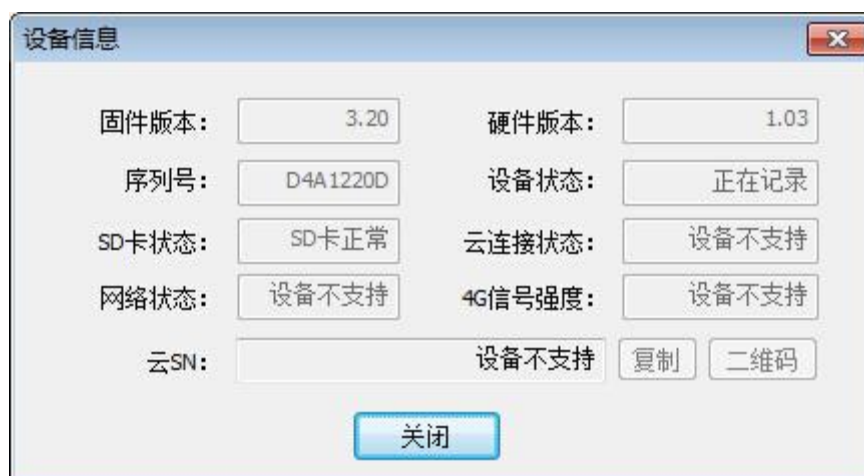 设备信息
固件版本： 3.20 硬件版本： 1.03
序列号： D4A1220D 设备状态： 正在记录
SD卡状态： SD卡正常 云连接状态： 设备不支持
网络状态： 设备不支持 4G信号强度： 设备不支持
云SN： 设备不支持 复制 二维码
关闭